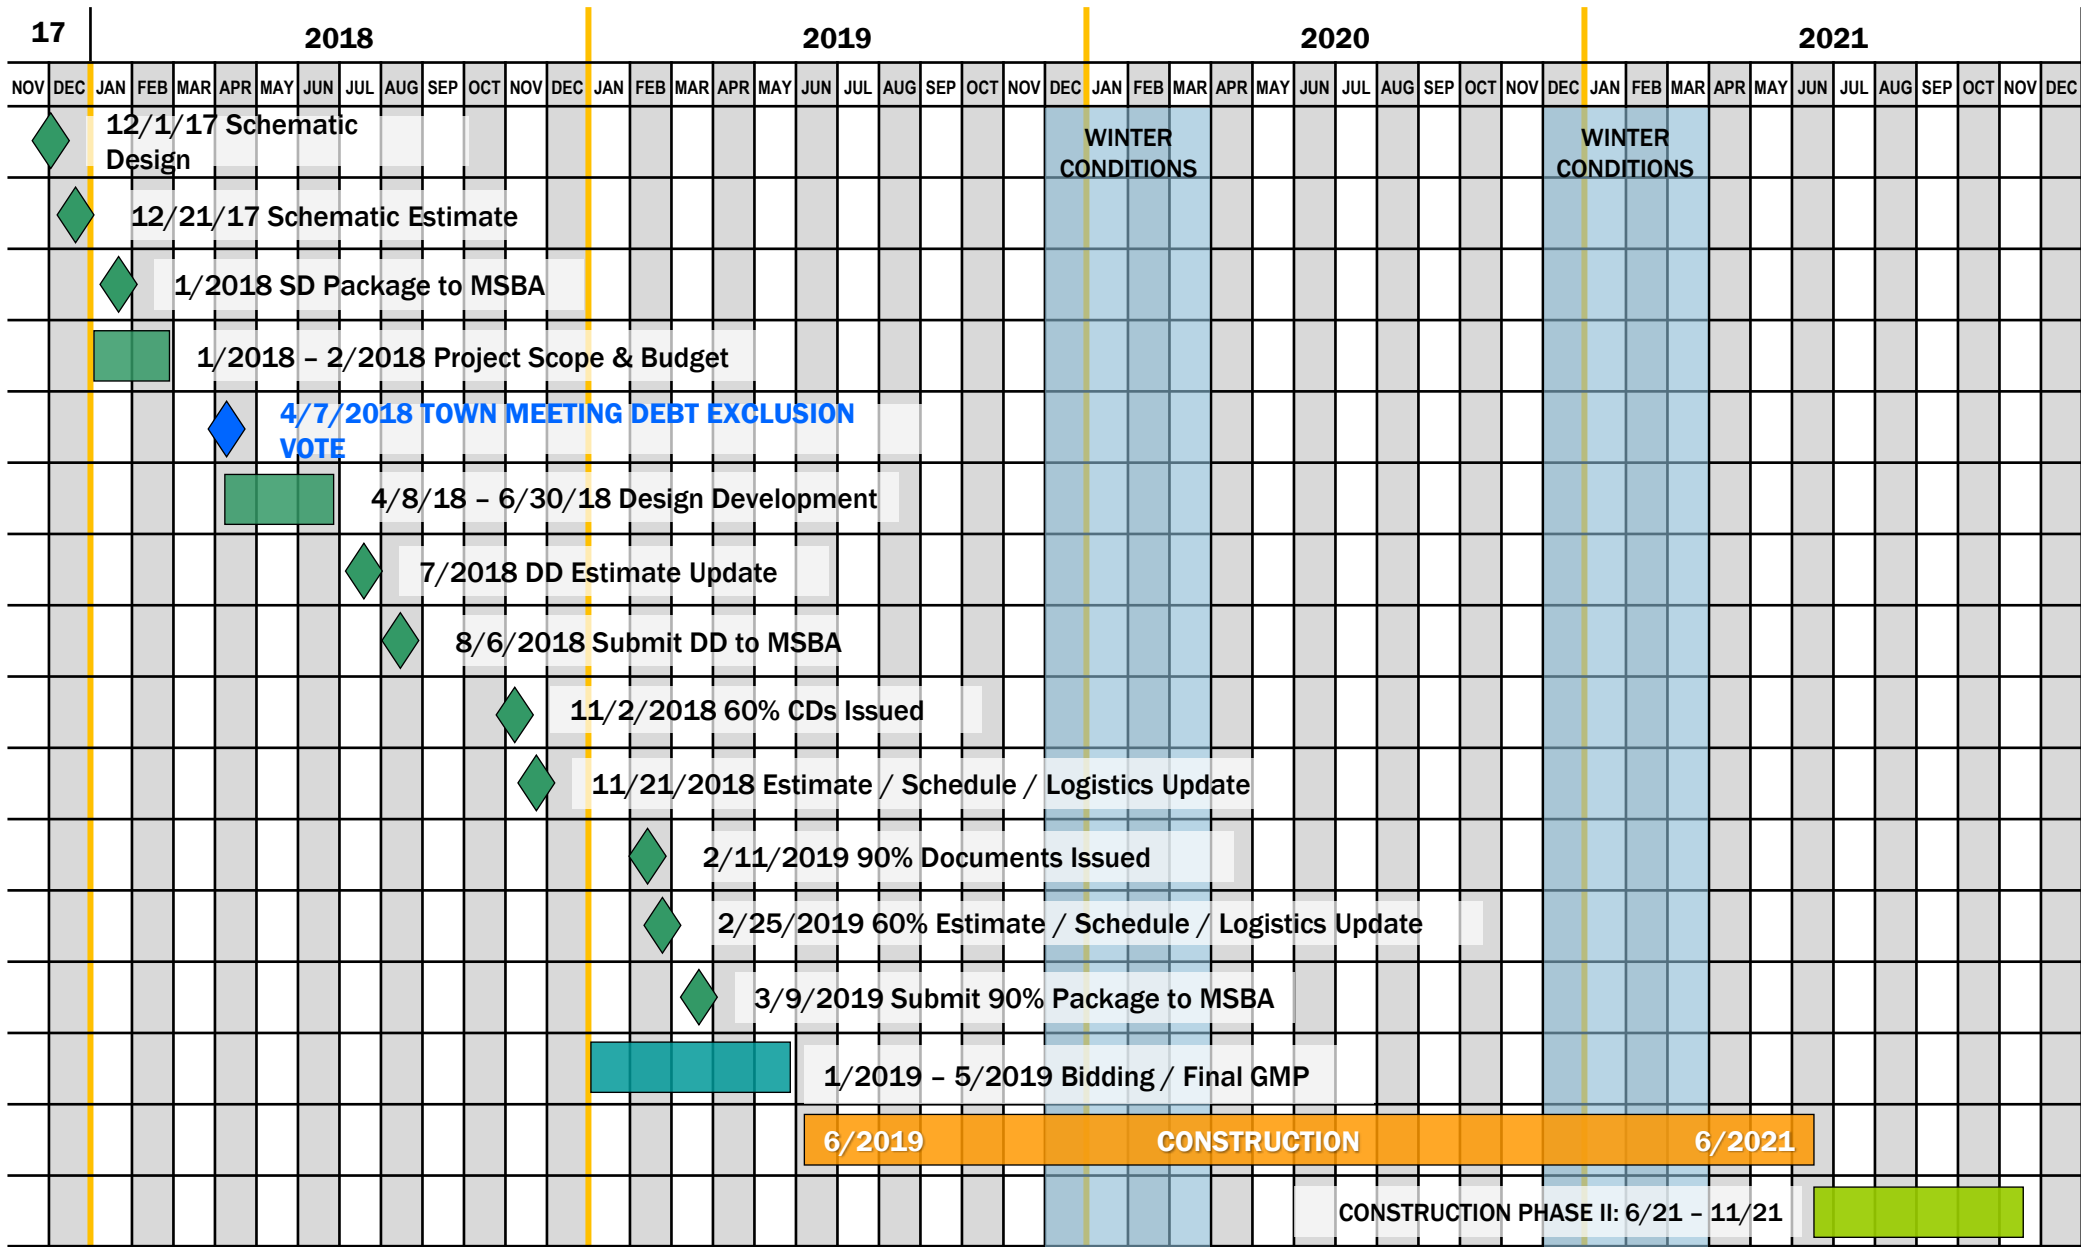 17 2018 2019 2020 2021
NOV DEC JAN FEB MAR APR MAY JUN JUL AUG SEP OCT NOV DEC JAN FEB MAR APR MAY JUN JUL AUG SEP OCT NOV DEC JAN FEB MAR APR MAY JUN JUL AUG SEP OCT NOV DEC JAN FEB MAR APR MAY JUN JUL AUG SEP OCT NOV DEC
12/1/17 Schematic
Design
WINTER
CONDITIONS
WINTER
CONDITIONS
12/21/17 Schematic Estimate
1/2018 SD Package to MSBA
1/2018 – 2/2018 Project Scope & Budget
4/7/2018 TOWN MEETING DEBT EXCLUSION
VOTE
4/8/18 – 6/30/18 Design Development
7/2018 DD Estimate Update
8/6/2018 Submit DD to MSBA
11/2/2018 60% CDs Issued
11/21/2018 Estimate / Schedule / Logistics Update
2/11/2019 90% Documents Issued
2/25/2019 60% Estimate / Schedule / Logistics Update
3/9/2019 Submit 90% Package to MSBA
1/2019 – 5/2019 Bidding / Final GMP
6/2019 CONSTRUCTION 6/2021
CONSTRUCTION PHASE II: 6/21 – 11/21